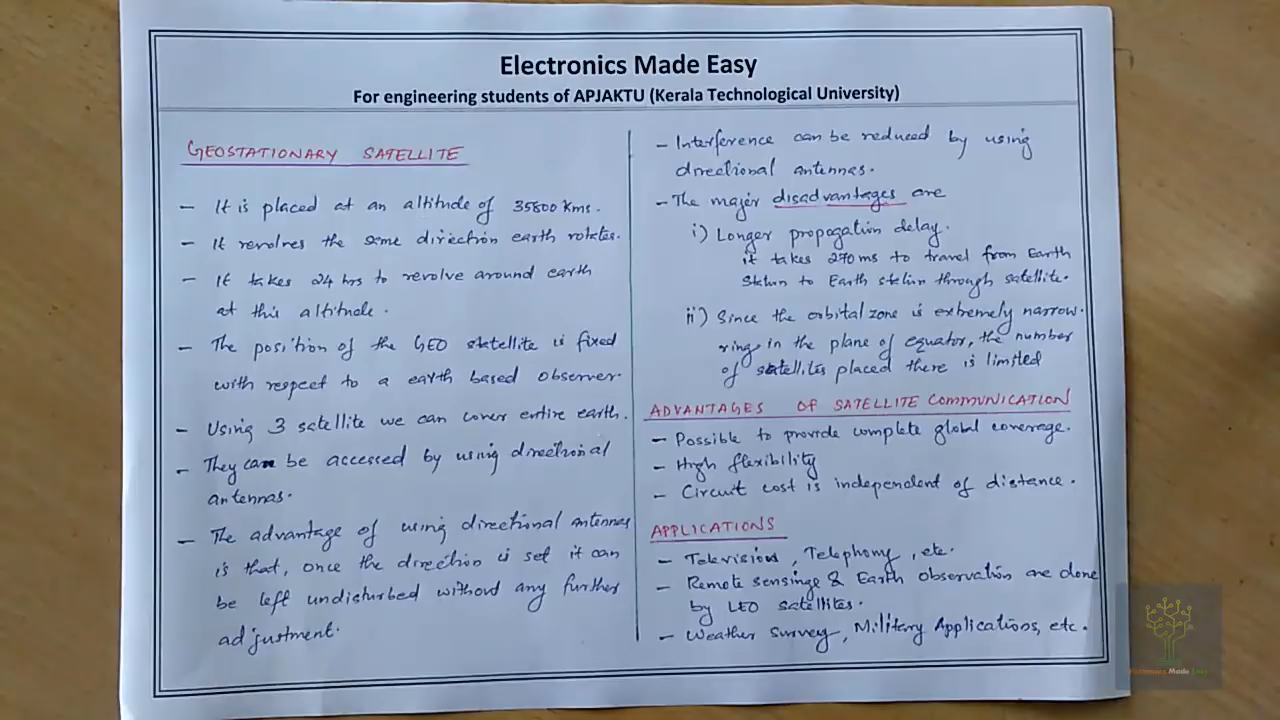 Electronics Made Easy
For engineering students of APJAKTU (Kerala Technological University)
GEOSTATIONARY SATELLITE
- It is placed at an altitude of 35800 Kms.
- It revolves the same direction earth rotates.
- It takes 24 hrs to revolve around earth
at this altitude.
- The position of the GEO satellite is fixed
with respect to a earth based observer.
- Using 3 satellite we can cover entire earth.
- They can be accessed by using directional
antennas.
- The advantage of using directional antennas
is that, once the direction is set it can
be left undisturbed without any further
adjustment.
- Interference can be reduced by using
directional antennas.
- The major disadvantages are
i) Longer propogation delay.
it takes 270 ms to travel from Earth
Station to Earth station through satellite.
ii) Since the orbital zone is extremely narrow.
ring in the plane of equator, the number
of satellites placed there is limited
ADVANTAGES OF SATELLITE COMMUNICATION
- Possible to provide complete global coverage.
- High flexibility
- Circuit cost is independent of distance.
APPLICATIONS
- Television, Telephony, etc.
- Remote sensinge & Earth observation are done
by LEO satellites.
- Weather Survey, Military Applications, etc.
Electronics Made Easy